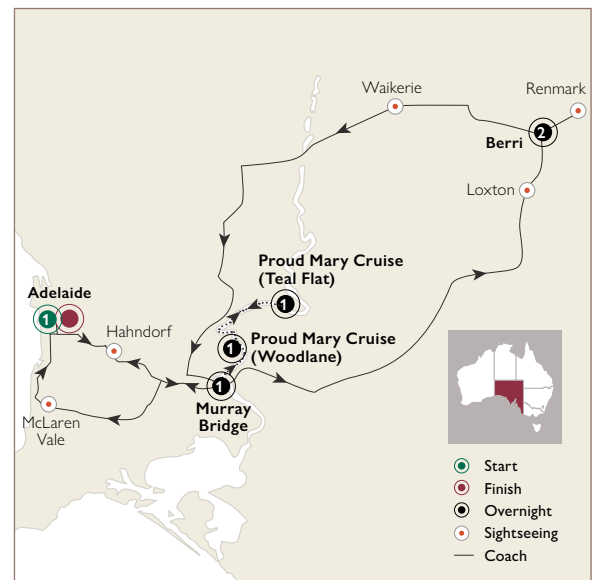 Waikerie
Renmark
2
Berri
Loxton
Proud Mary Cruise
(Teal Flat)
1
Adelaide
1
Hahndorf
1
Proud Mary Cruise
(Woodlane)
1
Murray
Bridge
McLaren
Vale
Start
Finish
Overnight
Sightseeing
Coach